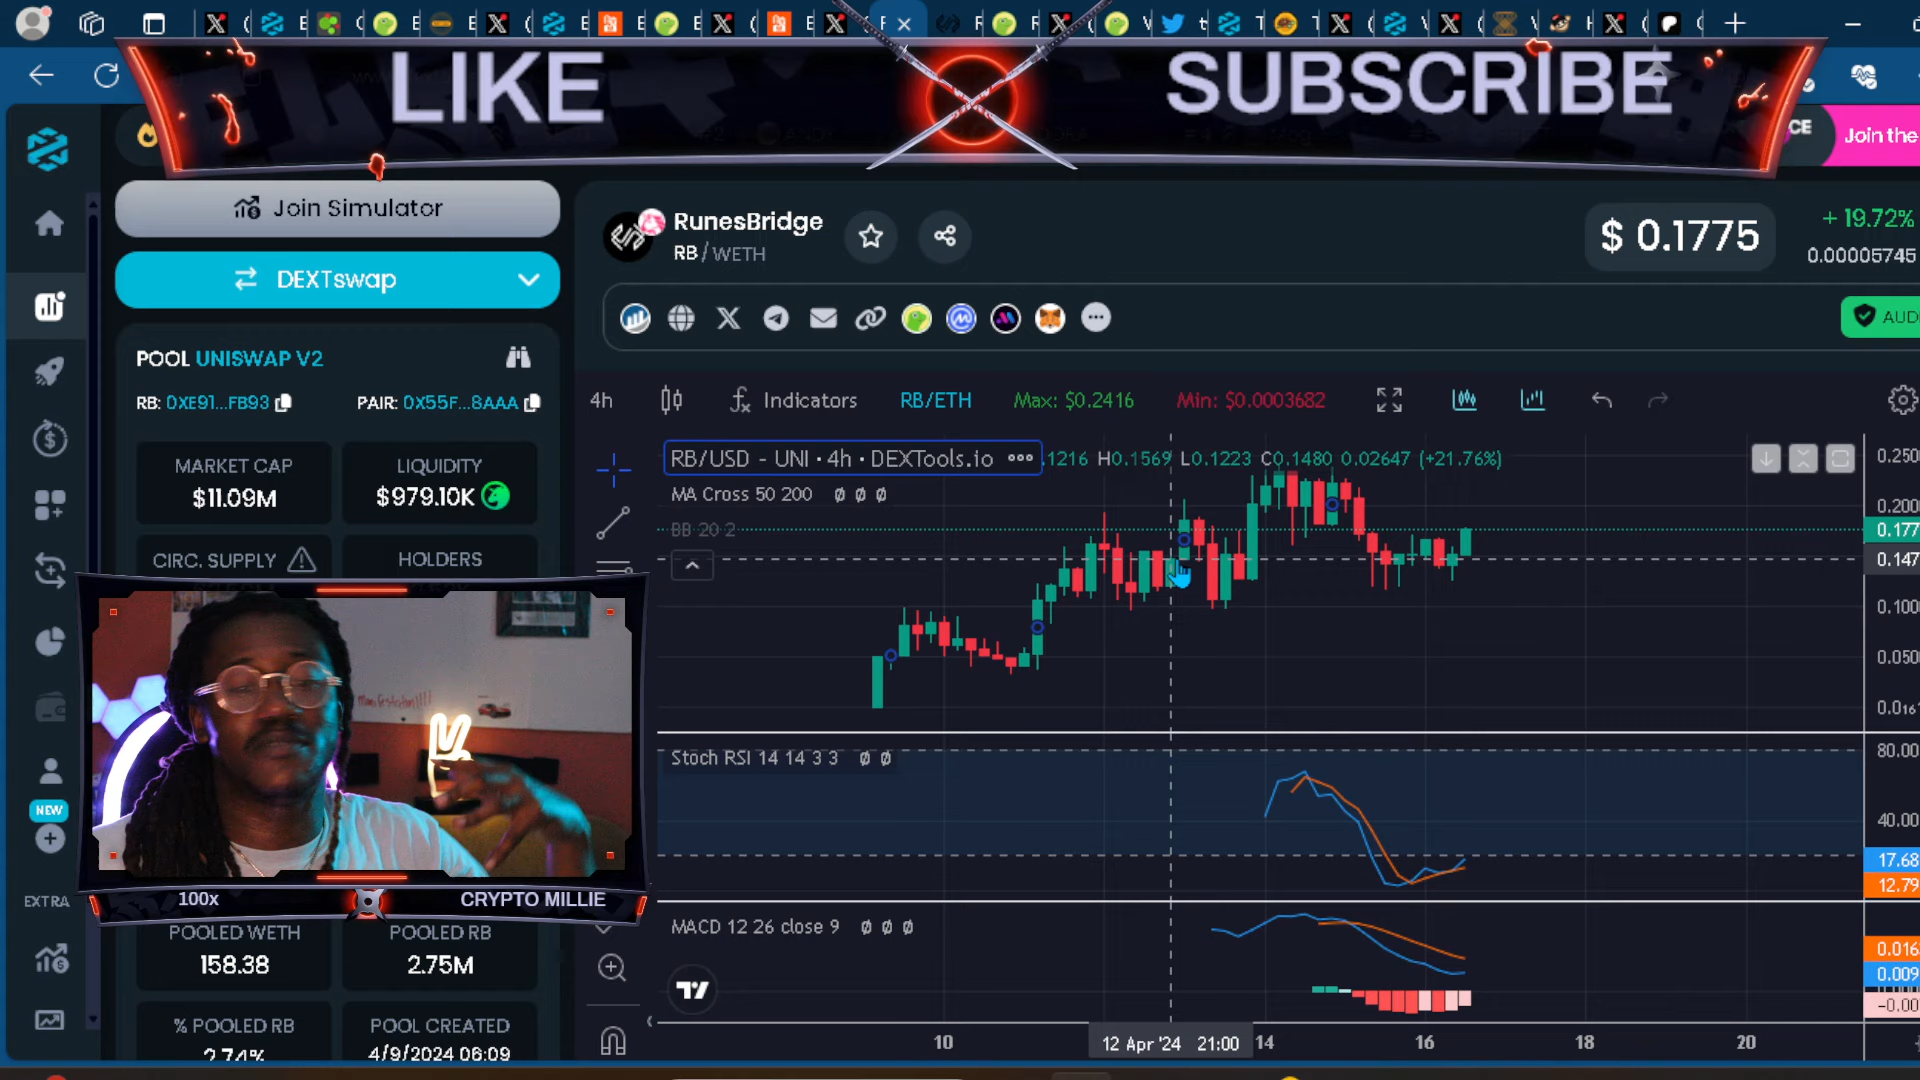 LIKE
SUBSCRIBE
Join the
Join Simulator
DEXTswap
RunesBridge
RB / WETH
$ 0.1775
+ 19.72%
0.00005745
POOL UNISWAP V2
RB: 0XE91...FB93
PAIR: 0X55F...8AAA
MARKET CAP
$11.09M
LIQUIDITY
$979.10K
CIRC. SUPPLY
HOLDERS
4h
Indicators
RB/ETH
Max: $0.2416
Min: $0.0003682
RB/USD - UNI • 4h • DEXTools.io
.1216 H0.1569 L0.1223 C0.1480 0.02647 (+21.76%)
MA Cross 50 200 ø ø ø
BB 20 2
0.250
0.200
0.177
0.147
0.100
0.050
Stoch RSI 14 14 3 3 ø ø
80.00
40.00
17.68
12.79
MACD 12 26 close 9 ø ø ø
0.016
0.009
-0.00
NEW
EXTRA
100x
CRYPTO MILLIE
POOLED WETH
158.38
POOLED RB
2.75M
% POOLED RB
2.74%
POOL CREATED
4/9/2024 06:09
10
12 Apr '24 21:00
14
16
18
20